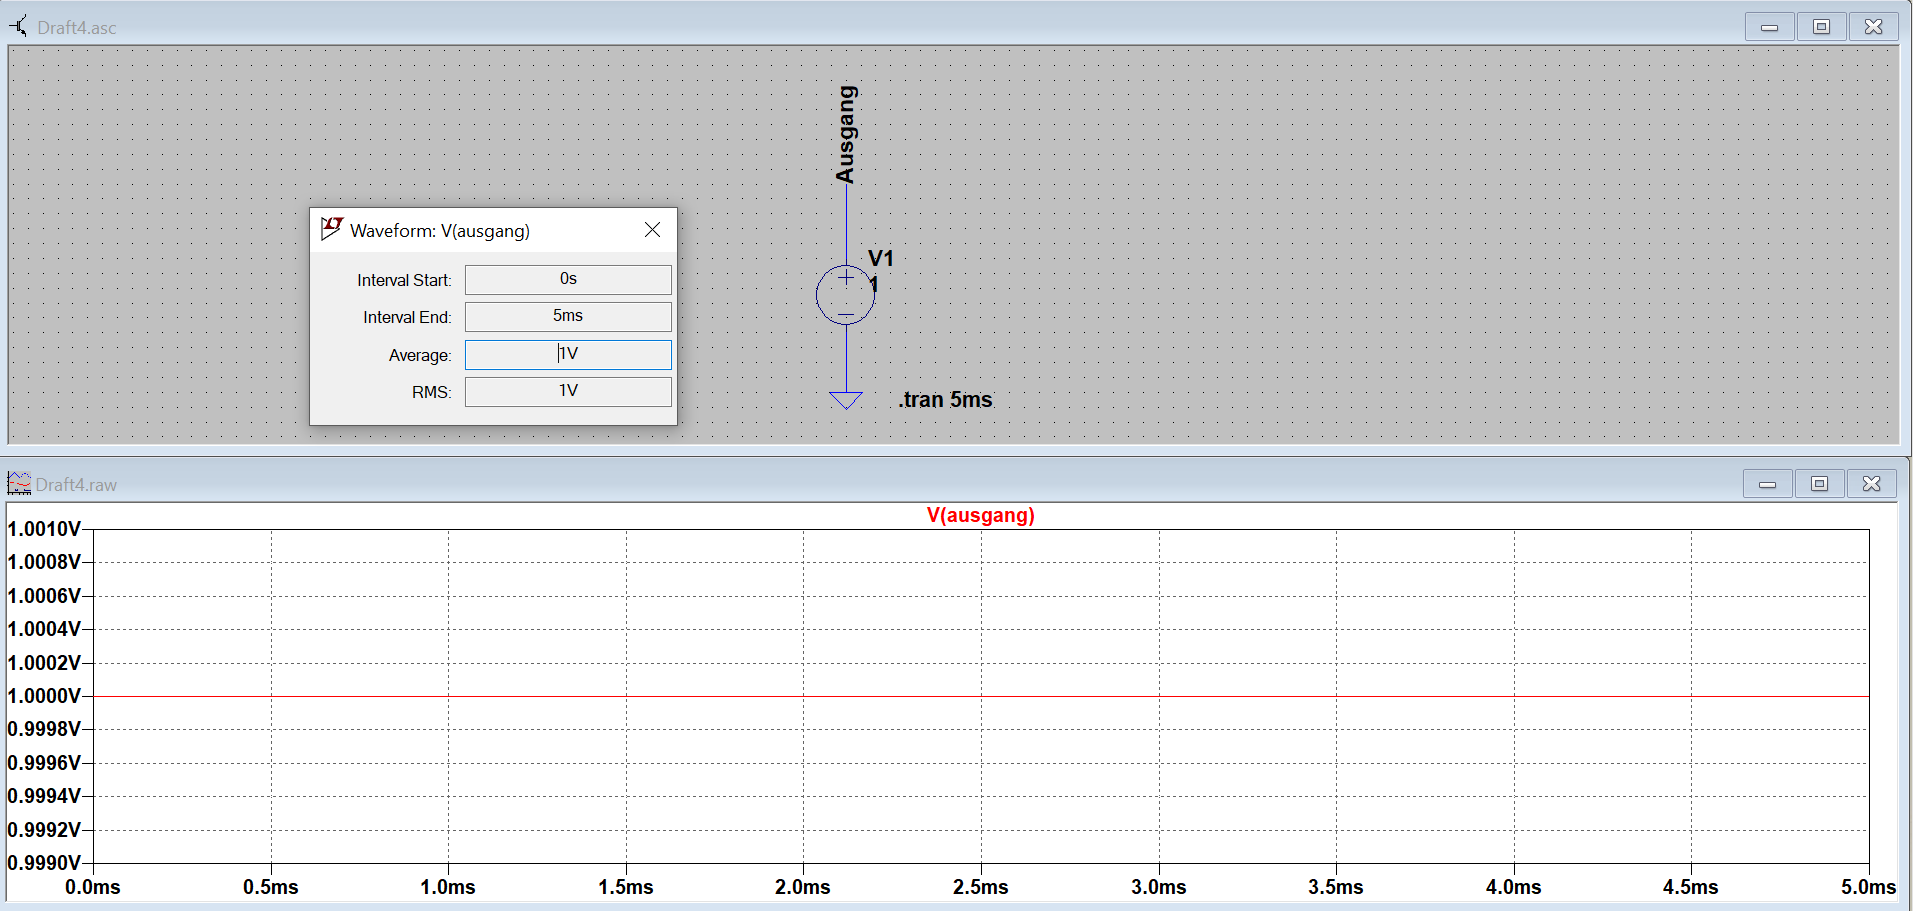 Draft4.asc
Ausgang
V1
1
.tran 5ms
Waveform: V(ausgang)
Interval Start: 0s
Interval End: 5ms
Average: 1V
RMS: 1V
Draft4.raw
V(ausgang)
1.0010V
1.0008V
1.0006V
1.0004V
1.0002V
1.0000V
0.9998V
0.9996V
0.9994V
0.9992V
0.9990V
0.0ms 0.5ms 1.0ms 1.5ms 2.0ms 2.5ms 3.0ms 3.5ms 4.0ms 4.5ms 5.0ms